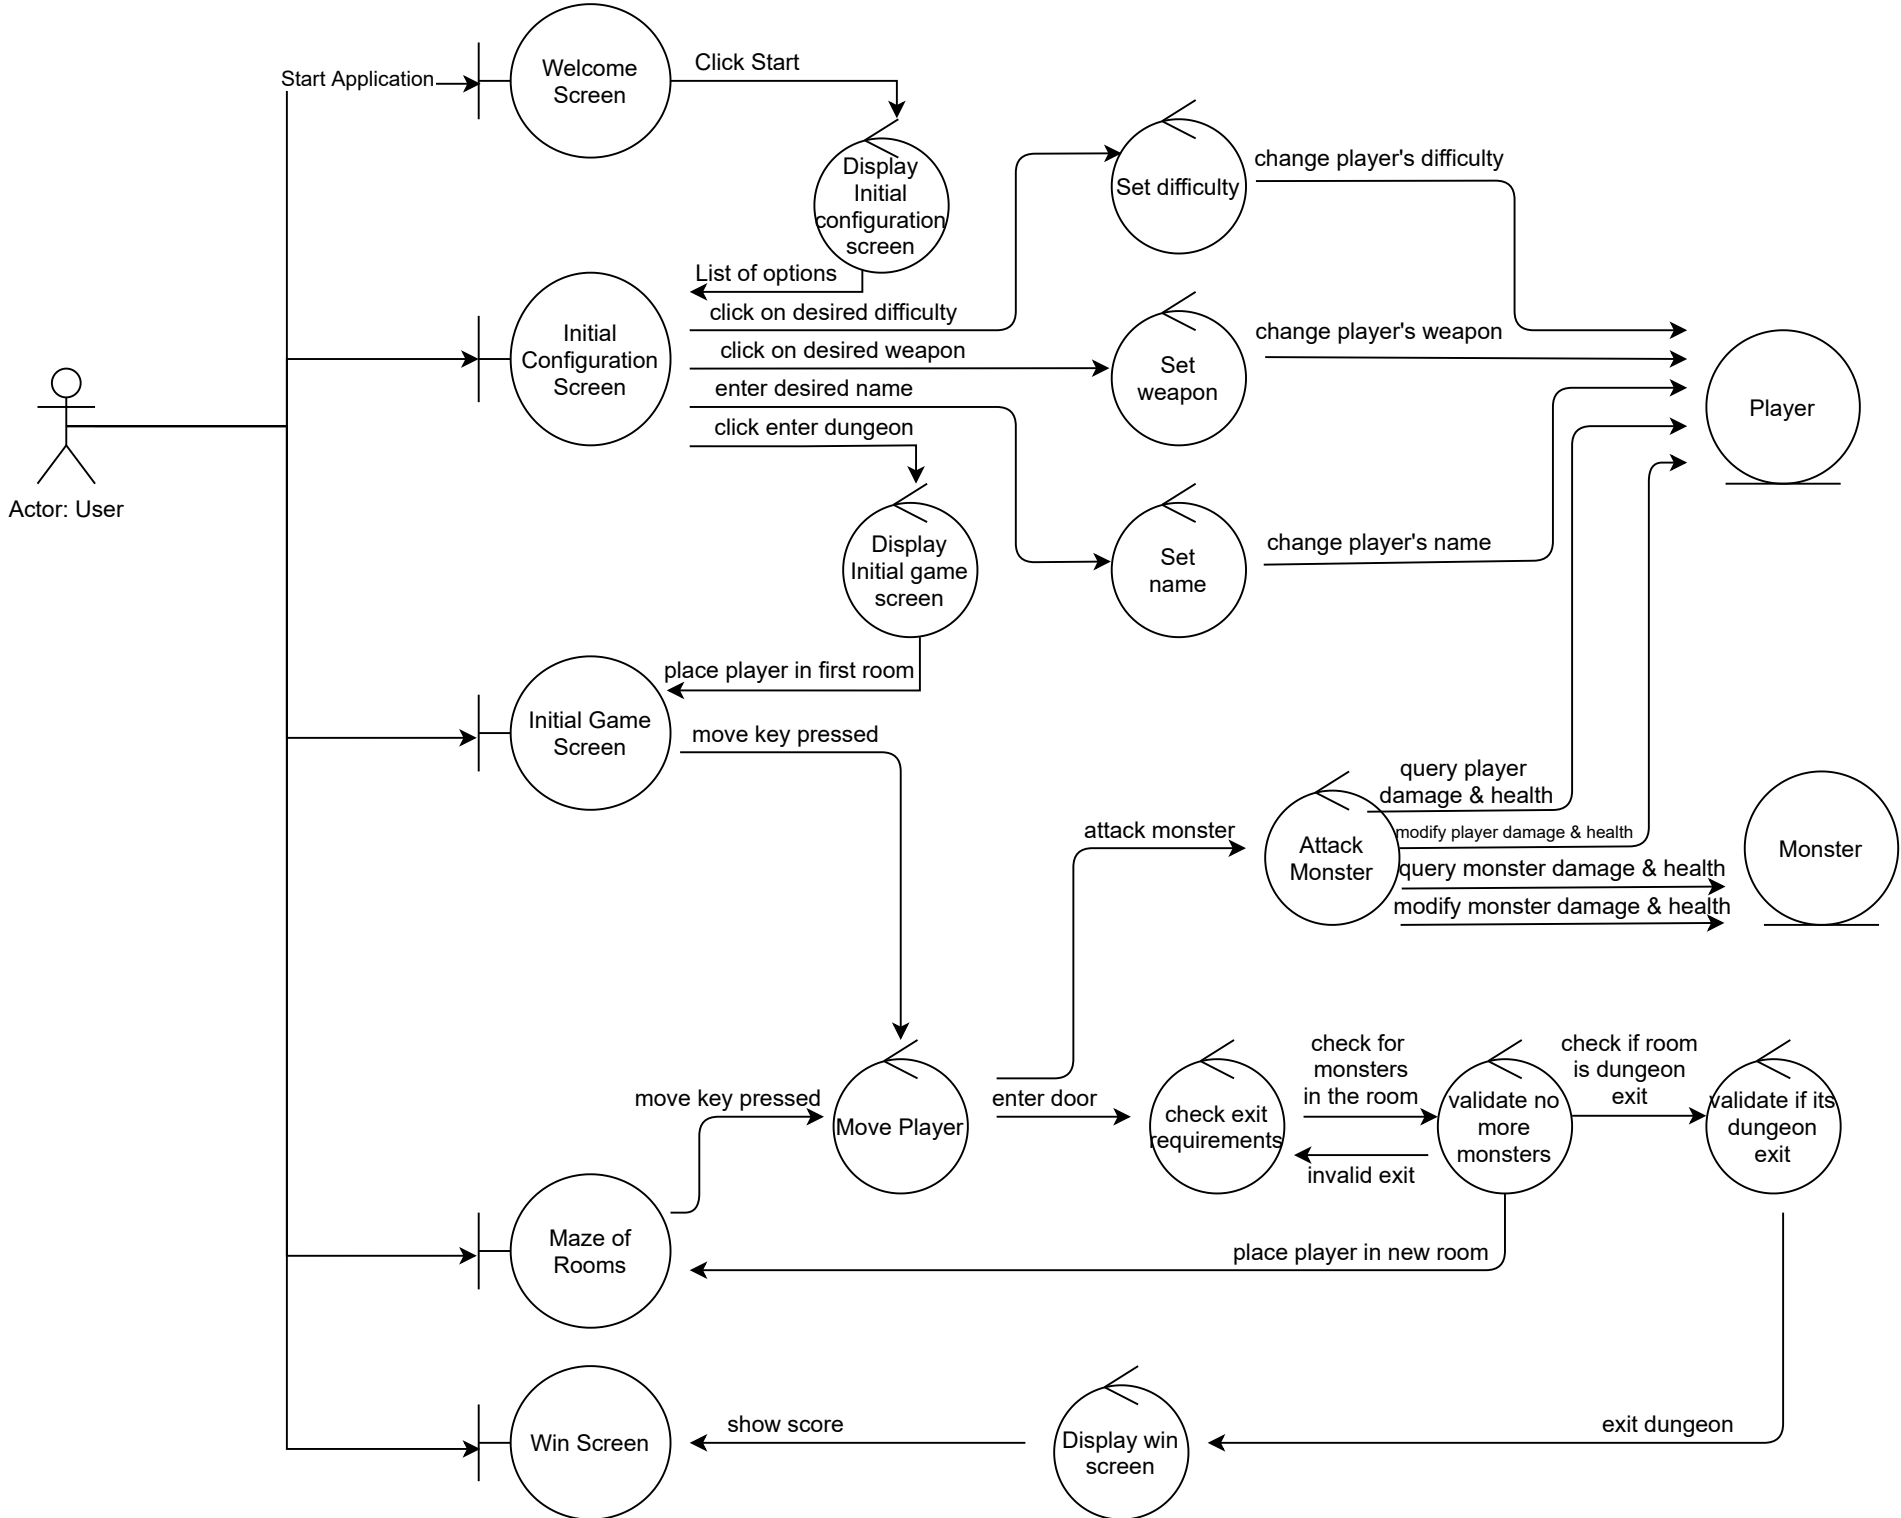 Start Application
Welcome
Screen
Click Start
Display
Initial
configuration
screen
List of options
Set difficulty
change player's difficulty
click on desired difficulty
Initial
Configuration
Screen
click on desired weapon
enter desired name
click enter dungeon
Set
weapon
change player's weapon
Player
Actor: User
Display
Initial game
screen
Set
name
change player's name
place player in first room
Initial Game
Screen
move key pressed
query player
damage & health
attack monster
Attack
Monster
modify player damage & health
query monster damage & health
modify monster damage & health
Monster
move key pressed
Move Player
enter door
check exit
requirements
check for
monsters
in the room
invalid exit
validate no
more
monsters
check if room
is dungeon
exit
validate if its
dungeon
exit
Maze of
Rooms
place player in new room
Win Screen
show score
Display win
screen
exit dungeon